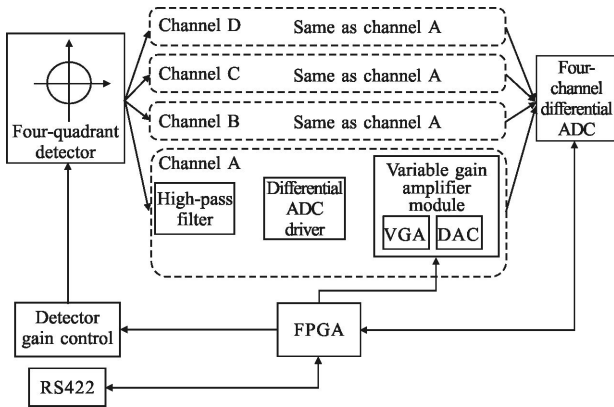 Channel D Same as channel A
Channel C Same as channel A
Channel B Same as channel A
Four-quadrant
detector
Four-
channel
differential
ADC
Channel A
High-pass
filter
Differential
ADC
driver
Variable gain
amplifier
module
VGA DAC
Detector
gain control
FPGA
RS422